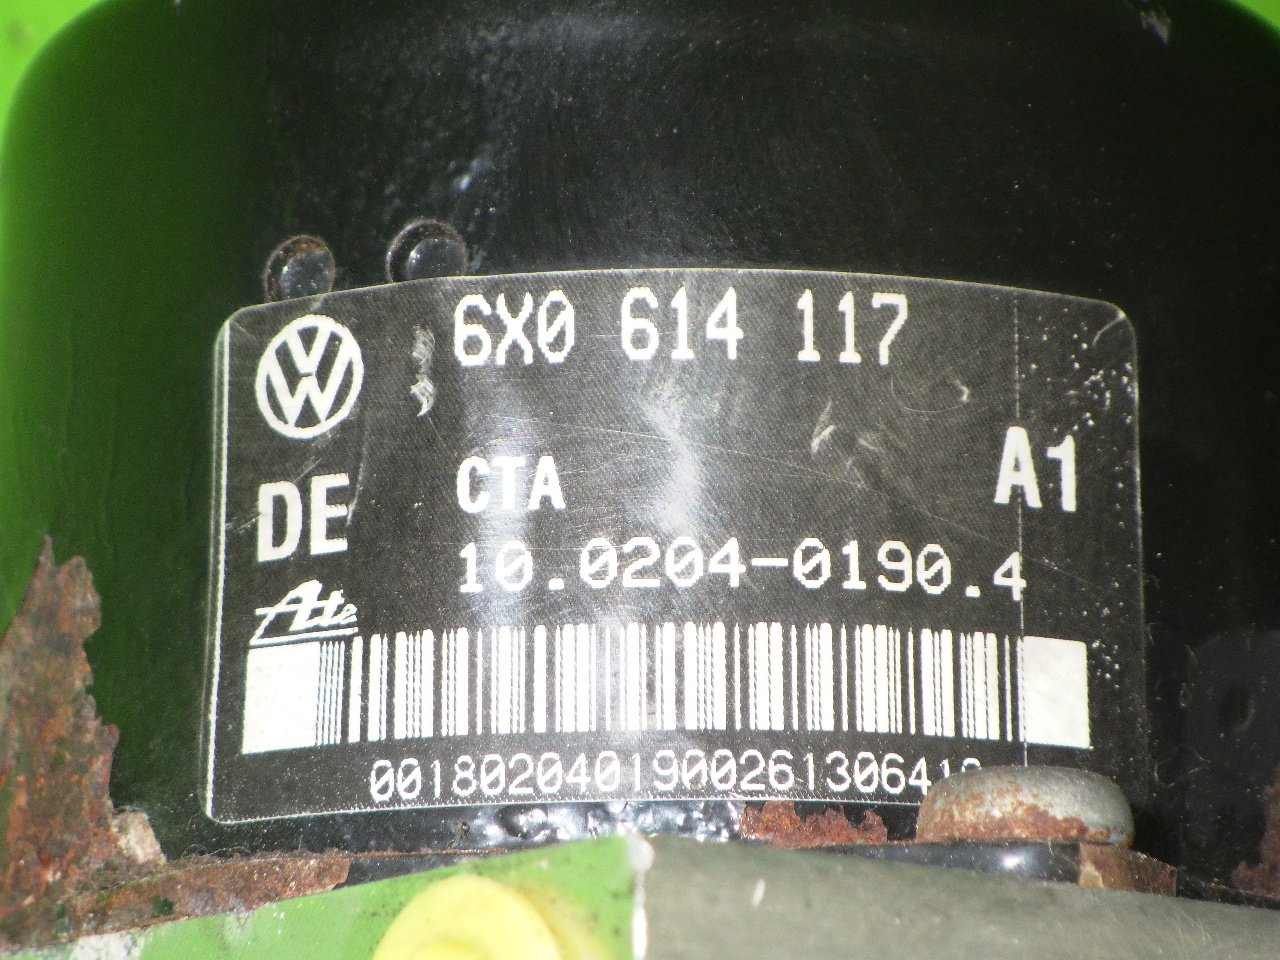 6X0 614 117
DE CTA A1
10.0204-0190.4
Ate